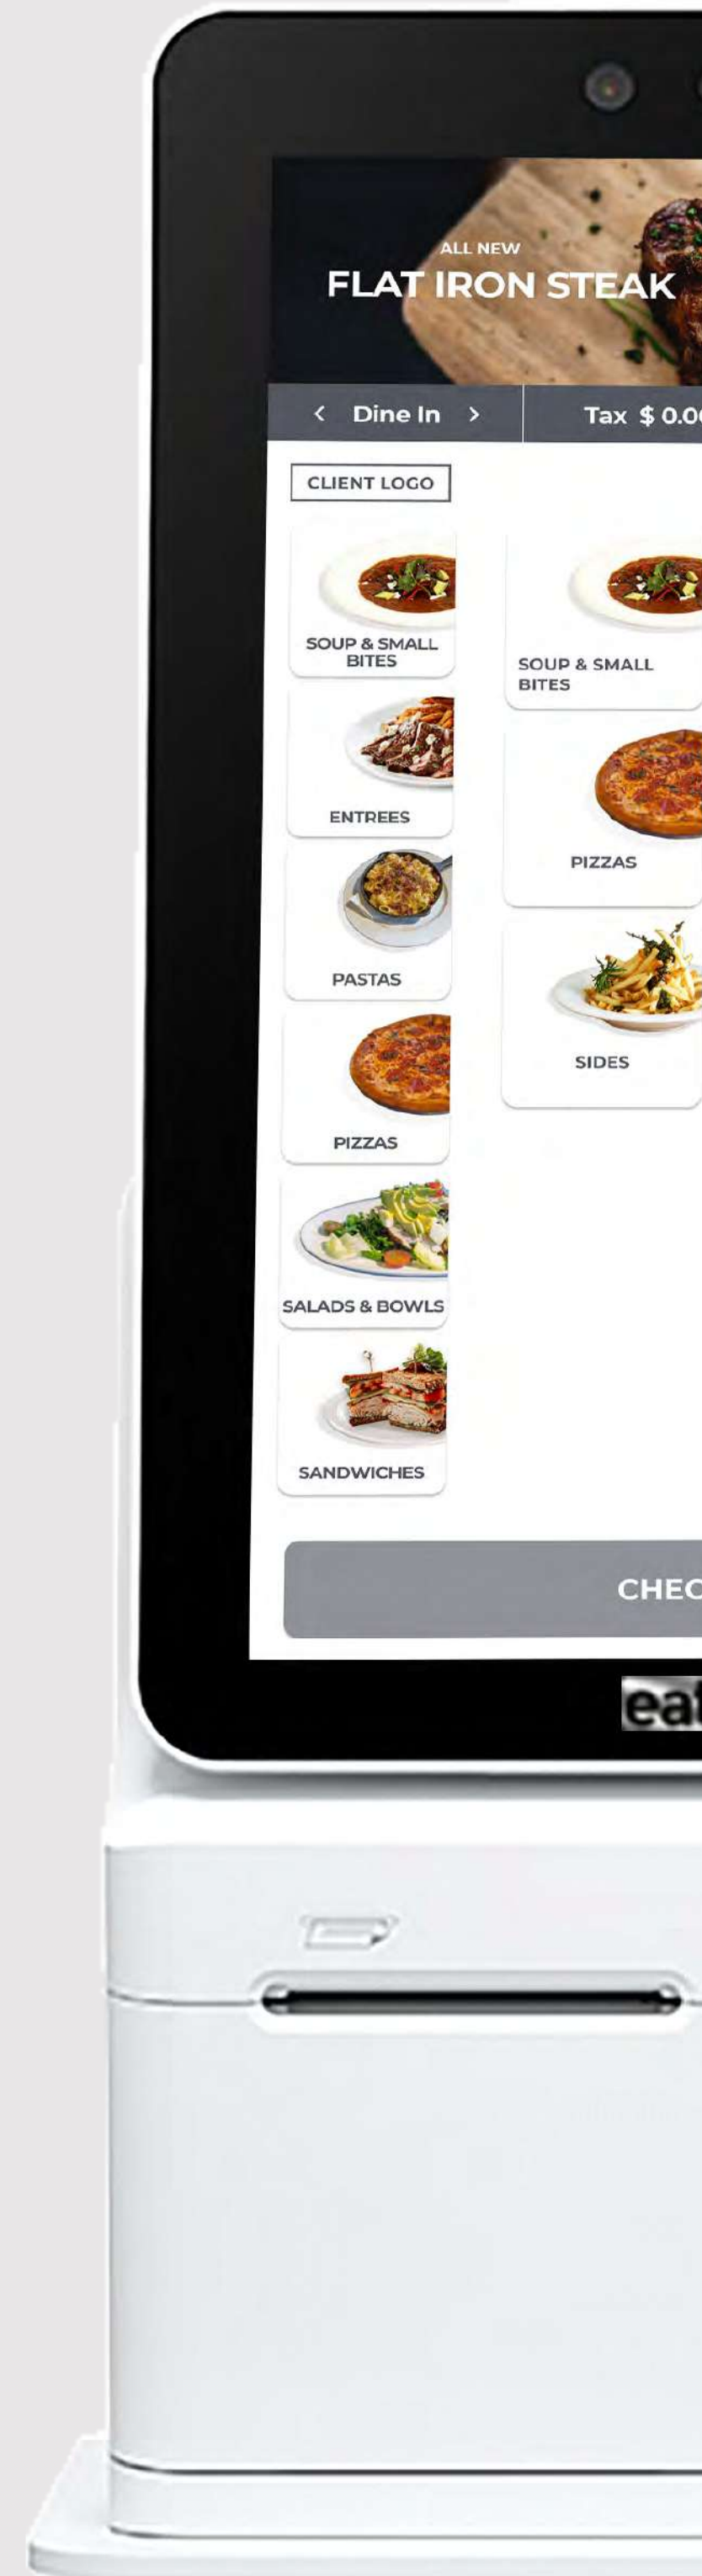 ALL NEW
FLAT IRON STEAK
< Dine In >
Tax $ 0.0
CLIENT LOGO
SOUP & SMALL
BITES
ENTREES
PASTAS
PIZZAS
SALADS & BOWLS
SANDWICHES
SOUP & SMALL
BITES
PIZZAS
SIDES
CHEC
eat